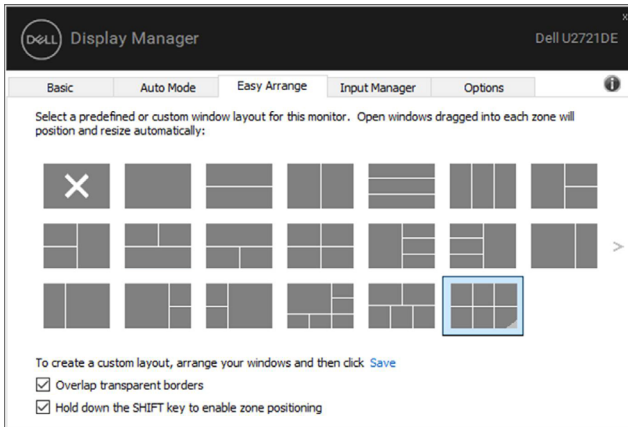 DELL Display Manager
Dell U2721DE
Basic
Auto Mode
Easy Arrange
Input Manager
Options
Select a predefined or custom window layout for this monitor. Open windows dragged into each zone will
position and resize automatically:
To create a custom layout, arrange your windows and then click Save
Overlap transparent borders
Hold down the SHIFT key to enable zone positioning